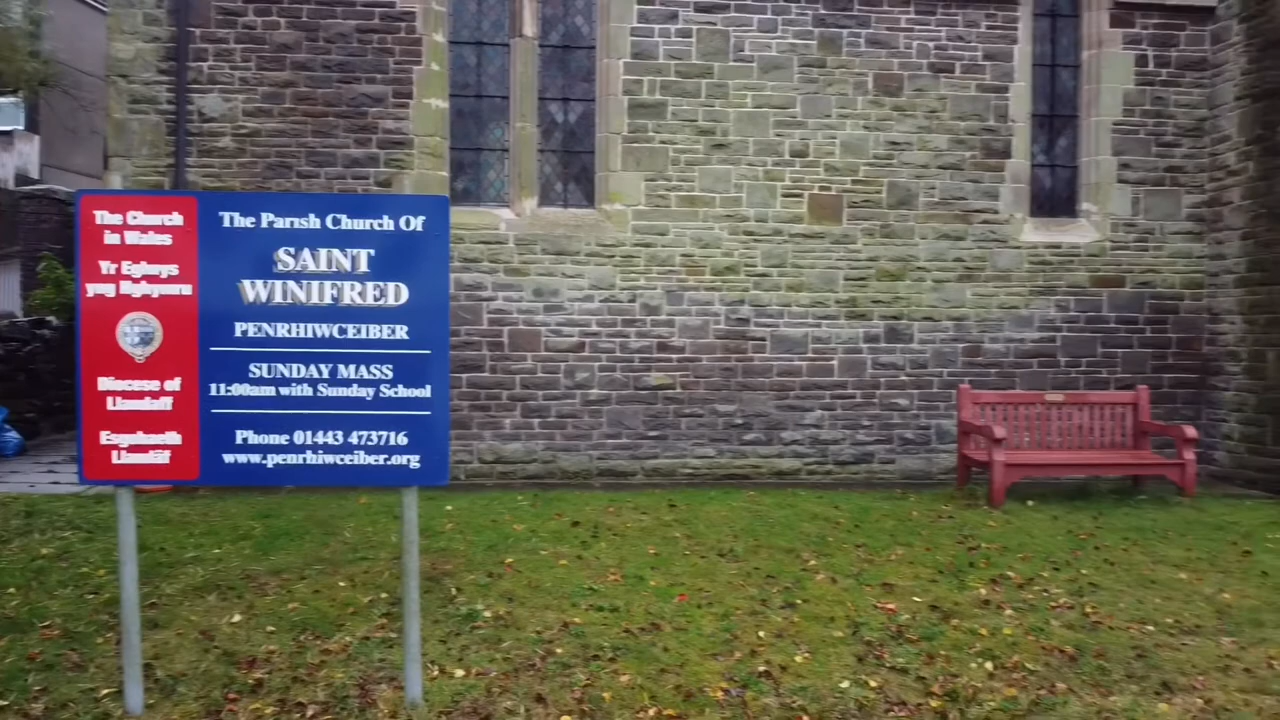 The Church
in Wales
Yr Eglwys
yng Nghymru
Diocese of
Llandaff
Esgobaeth
Llandaf
The Parish Church Of
SAINT
WINIFRED
PENRHIWCEIBER
SUNDAY MASS
11:00am with Sunday School
Phone 01443 473716
www.penrhiwceiber.org